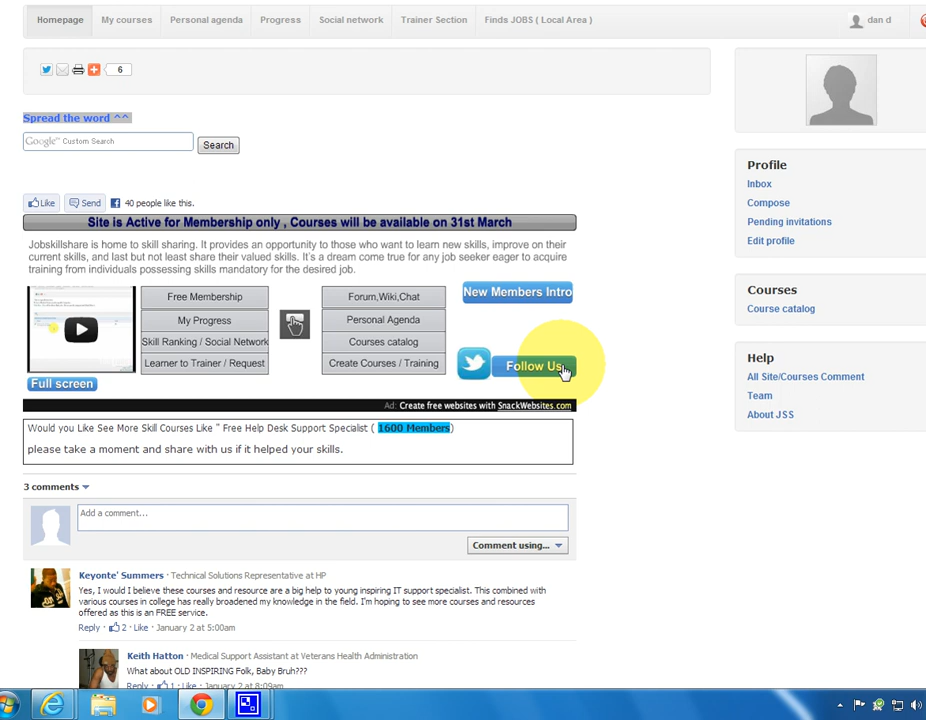 Homepage My courses Personal agenda Progress Social network Trainer Section Finds JOBS ( Local Area ) dan d
6
Spread the word ^^
Google™ Custom Search Search
Like Send 40 people like this.
Site is Active for Membership only , Courses will be available on 31st March
Jobskillshare is home to skill sharing. It provides an opportunity to those who want to learn new skills, improve on their
current skills, and last but not least share their valued skills. It's a dream come true for any job seeker eager to acquire
training from individuals possessing skills mandatory for the desired job.
Free Membership Forum,Wiki,Chat New Members Intro
My Progress Personal Agenda
Skill Ranking / Social Network Courses catalog
Learner to Trainer / Request Create Courses / Training Follow Us
Full screen
Ad: Create free websites with SnackWebsites.com
Would you Like See More Skill Courses Like " Free Help Desk Support Specialist ( 1600 Members)
please take a moment and share with us if it helped your skills.
3 comments
Add a comment...
Comment using...
Keyonte' Summers · Technical Solutions Representative at HP
Yes, I would I believe these courses and resource are a big help to young inspiring IT support specialist. This combined with
various courses in college has really broadened my knowledge in the field. I'm hoping to see more courses and resources
offered as this is an FREE service.
Reply · 2 · Like · January 2 at 5:00am
Keith Hatton · Medical Support Assistant at Veterans Health Administration
What about OLD INSPIRING Folk, Baby Bruh???
Reply · 1 · Like · January 2 at 8:09am
Profile
Inbox
Compose
Pending invitations
Edit profile
Courses
Course catalog
Help
All Site/Courses Comment
Team
About JSS